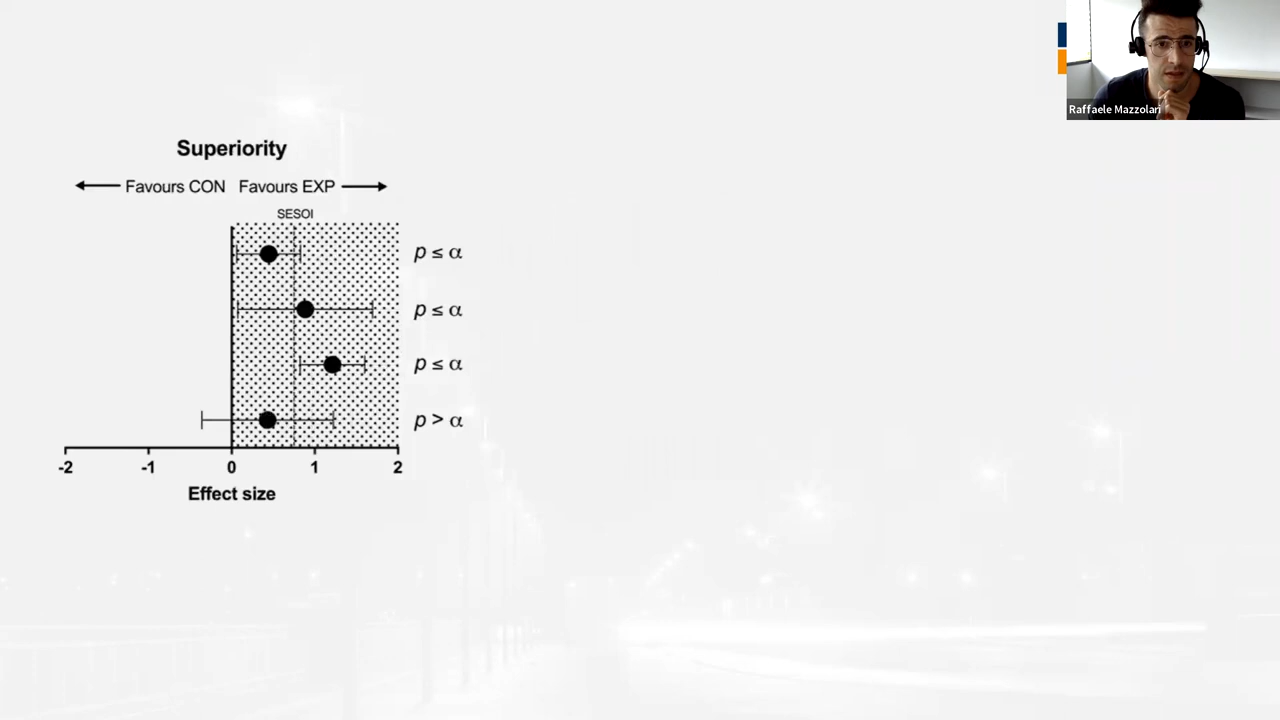 Raffaele Mazzolari
Superiority
Favours CON Favours EXP
SESOI
p ≤ α
p ≤ α
p ≤ α
p > α
-2 -1 0 1 2
Effect size